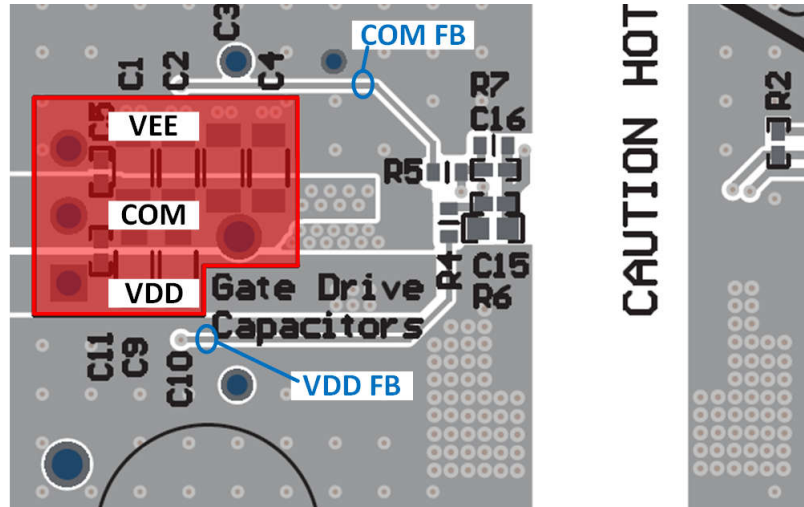 C3
COM FB
C1
C2
C4
R7
C16
R2
C5
VEE
R5
COM
VDD
Gate Drive
Capacitors
R4
C15
R6
C11
C9
C10
VDD FB
CAUTION HOT